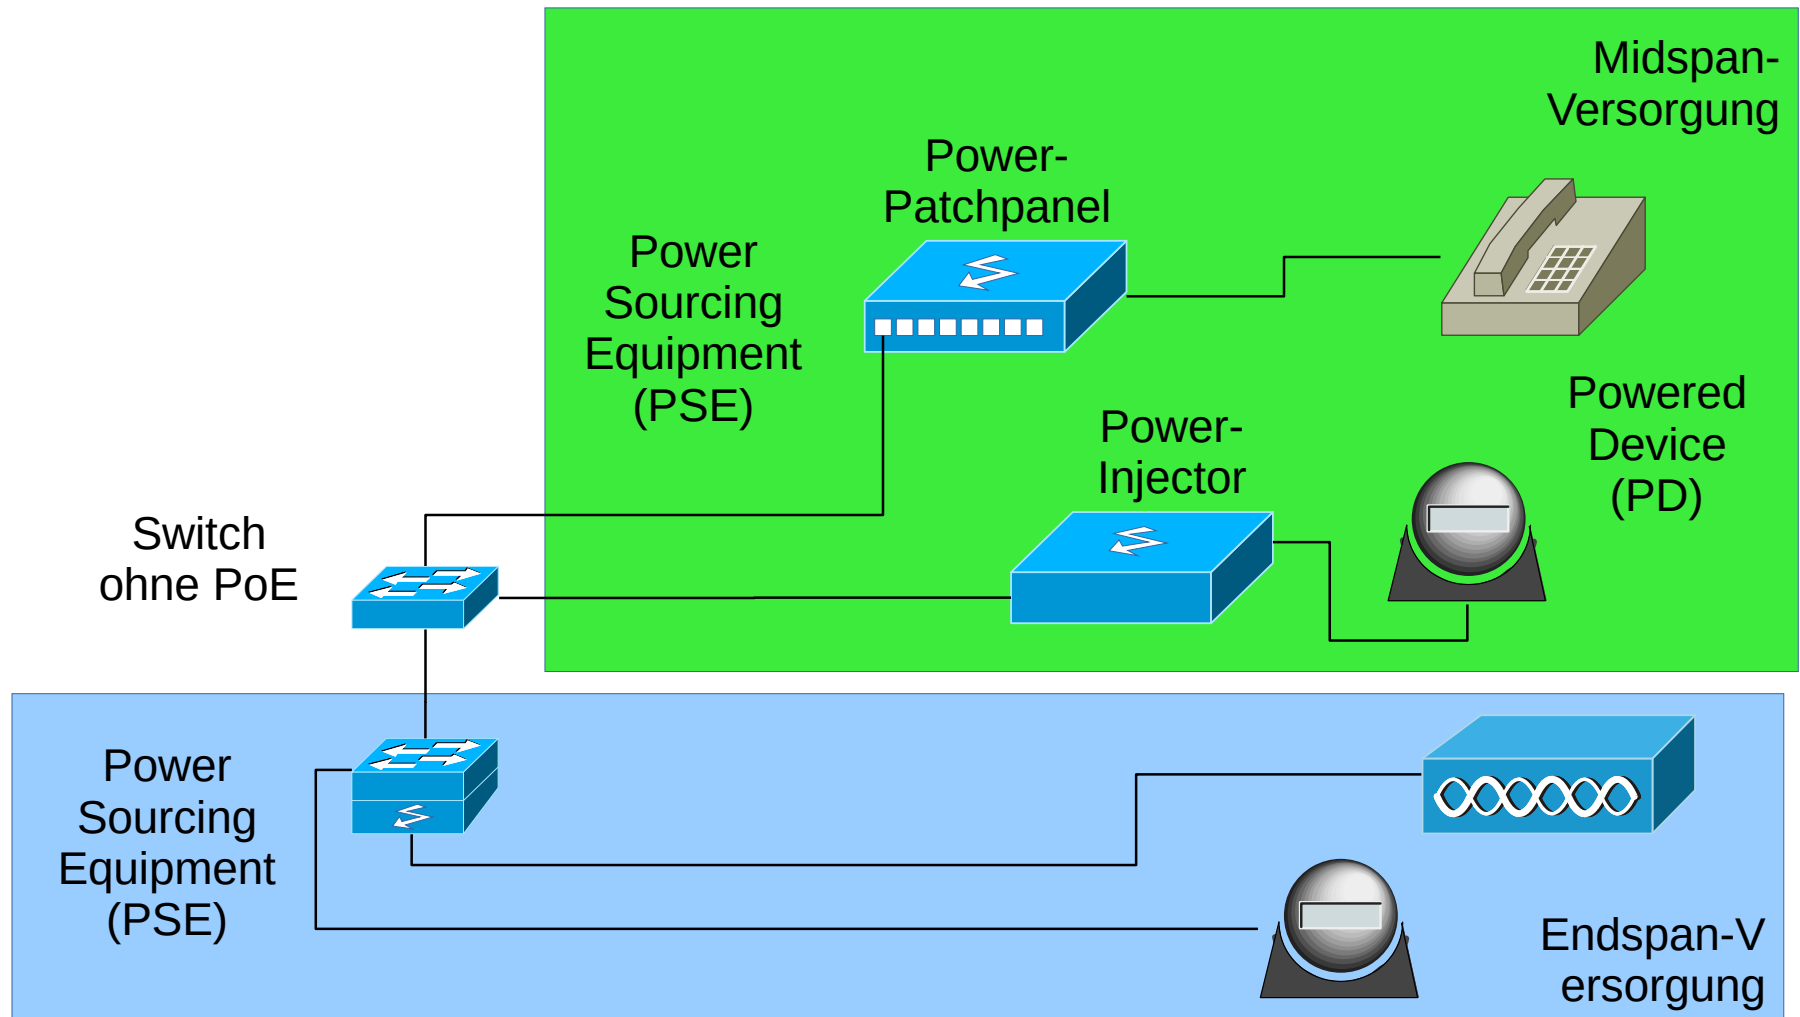 Midspan-
Versorgung
Power-
Patchpanel
Power
Sourcing
Equipment
(PSE)
Powered
Device
(PD)
Power-
Injector
Switch
ohne PoE
Power
Sourcing
Equipment
(PSE)
Endspan-V
ersorgung